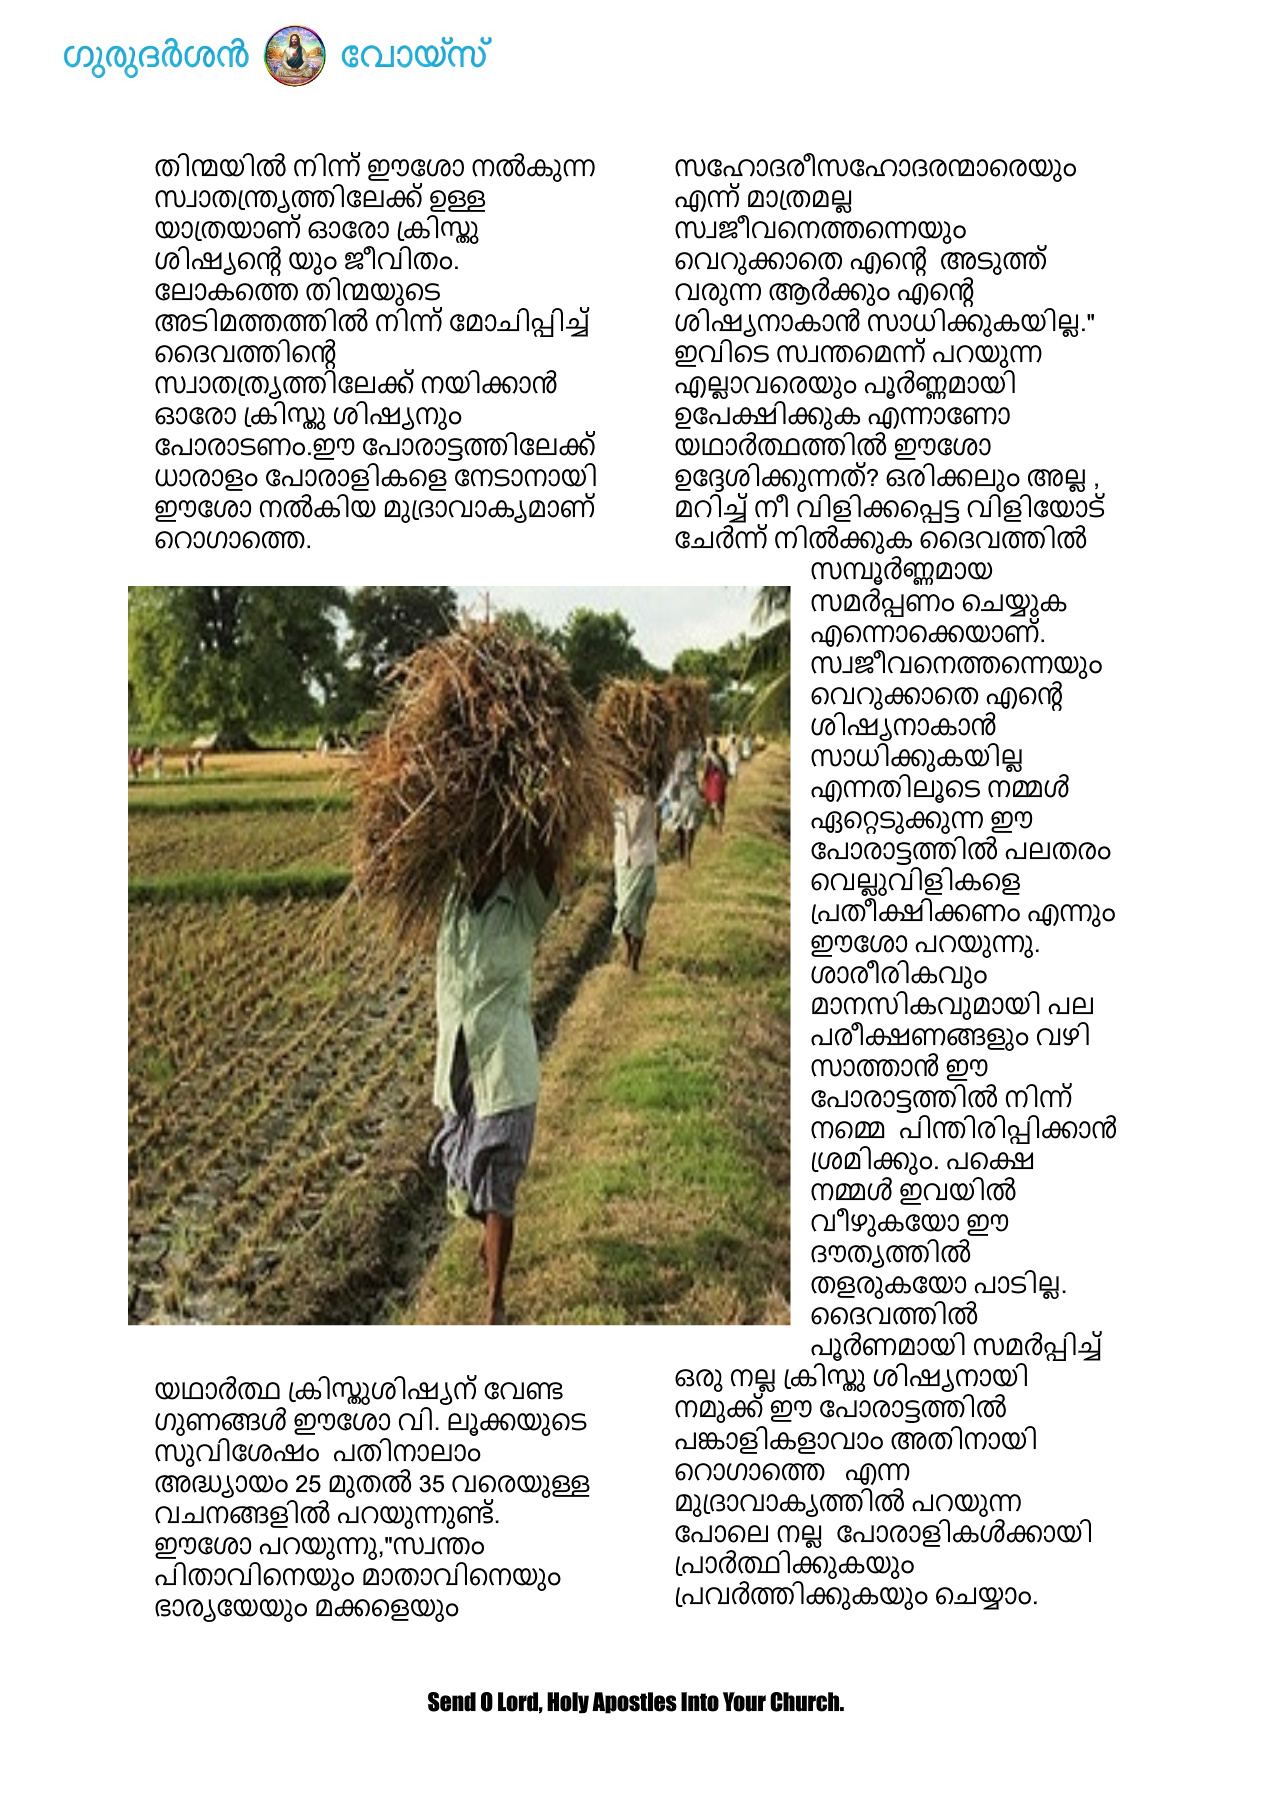 ഗുരുദർശൻ വോയ്സ്
തിന്മയിൽ നിന്ന് ഈശോ നൽകുന്ന
സ്വാതന്ത്ര്യത്തിലേക്ക് ഉള്ള
യാത്രയാണ് ഓരോ ക്രിസ്തു
ശിഷ്യന്റെ യും ജീവിതം.
ലോകത്തെ തിന്മയുടെ
അടിമത്തത്തിൽ നിന്ന് മോചിപ്പിച്ച്
ദൈവത്തിന്റെ
സ്വാതത്ര്യത്തിലേക്ക് നയിക്കാൻ
ഓരോ ക്രിസ്തു ശിഷ്യനും
പോരാടണം.ഈ പോരാട്ടത്തിലേക്ക്
ധാരാളം പോരാളികളെ നേടാനായി
ഈശോ നൽകിയ മുദ്രാവാക്യമാണ്
റൊഗാത്തെ.
യഥാർത്ഥ ക്രിസ്തുശിഷ്യന് വേണ്ട
ഗുണങ്ങൾ ഈശോ വി. ലൂക്കയുടെ
സുവിശേഷം പതിനാലാം
അദ്ധ്യായം 25 മുതൽ 35 വരെയുള്ള
വചനങ്ങളിൽ പറയുന്നുണ്ട്.
ഈശോ പറയുന്നു,"സ്വന്തം
പിതാവിനെയും മാതാവിനെയും
ഭാര്യയേയും മക്കളെയും
സഹോദരീസഹോദരന്മാരെയും
എന്ന് മാത്രമല്ല
സ്വജീവനെത്തന്നെയും
വെറുക്കാതെ എന്റെ അടുത്ത്
വരുന്ന ആർക്കും എന്റെ
ശിഷ്യനാകാൻ സാധിക്കുകയില്ല."
ഇവിടെ സ്വന്തമെന്ന് പറയുന്ന
എല്ലാവരെയും പൂർണ്ണമായി
ഉപേക്ഷിക്കുക എന്നാണോ
യഥാർത്ഥത്തിൽ ഈശോ
ഉദ്ദേശിക്കുന്നത്? ഒരിക്കലും അല്ല ,
മറിച്ച് നീ വിളിക്കപ്പെട്ട വിളിയോട്
ചേർന്ന് നിൽക്കുക ദൈവത്തിൽ
സമ്പൂർണ്ണമായ
സമർപ്പണം ചെയ്യുക
എന്നൊക്കെയാണ്.
സ്വജീവനെത്തന്നെയും
വെറുക്കാതെ എന്റെ
ശിഷ്യനാകാൻ
സാധിക്കുകയില്ല
എന്നതിലൂടെ നമ്മൾ
ഏറ്റെടുക്കുന്ന ഈ
പോരാട്ടത്തിൽ പലതരം
വെല്ലുവിളികളെ
പ്രതീക്ഷിക്കണം എന്നും
ഈശോ പറയുന്നു.
ശാരീരികവും
മാനസികവുമായി പല
പരീക്ഷണങ്ങളും വഴി
സാത്താൻ ഈ
പോരാട്ടത്തിൽ നിന്ന്
നമ്മെ പിന്തിരിപ്പിക്കാൻ
ശ്രമിക്കും. പക്ഷെ
നമ്മൾ ഇവയിൽ
വീഴുകയോ ഈ
ദൗത്യത്തിൽ
തളരുകയോ പാടില്ല.
ദൈവത്തിൽ
പൂർണമായി സമർപ്പിച്ച്
ഒരു നല്ല ക്രിസ്തു ശിഷ്യനായി
നമുക്ക് ഈ പോരാട്ടത്തിൽ
പങ്കാളികളാവാം അതിനായി
റൊഗാത്തെ എന്ന
മുദ്രാവാക്യത്തിൽ പറയുന്ന
പോലെ നല്ല പോരാളികൾക്കായി
പ്രാർത്ഥിക്കുകയും
പ്രവർത്തിക്കുകയും ചെയ്യാം.
Send O Lord, Holy Apostles Into Your Church.